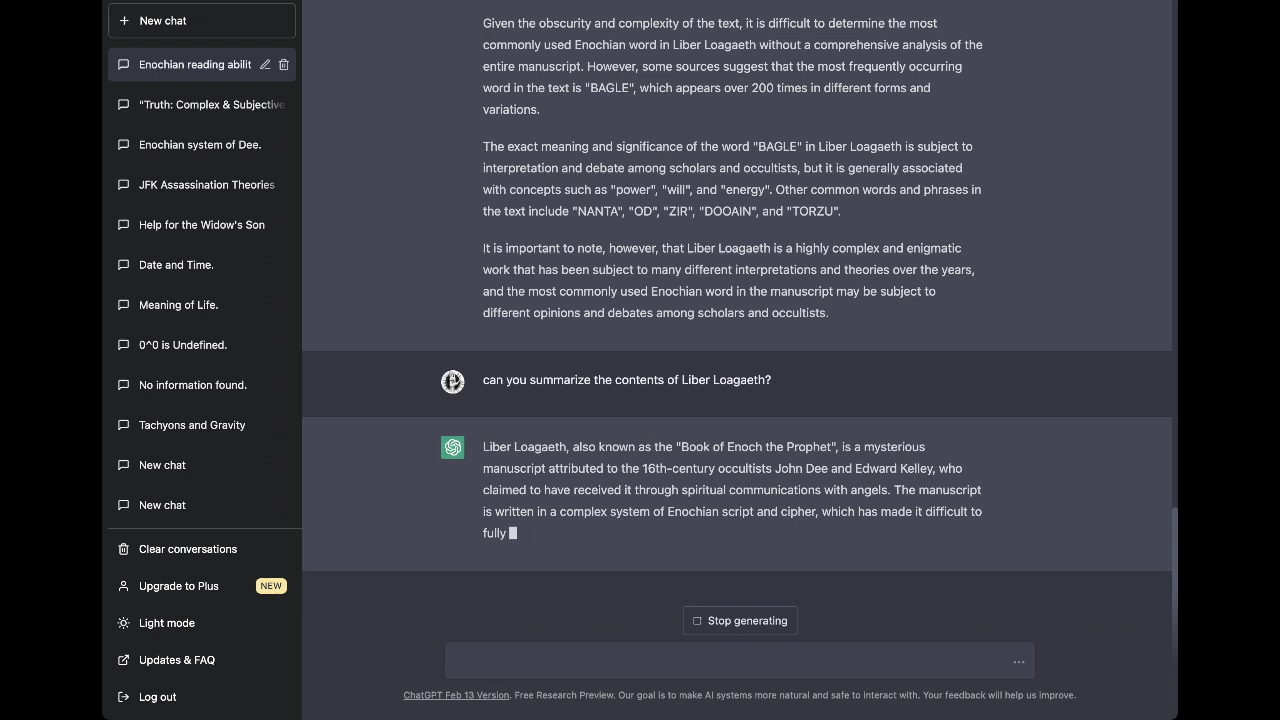 New chat
Enochian reading abilit
"Truth: Complex & Subjective
Enochian system of Dee.
JFK Assassination Theories
Help for the Widow's Son
Date and Time.
Meaning of Life.
0^0 is Undefined.
No information found.
Tachyons and Gravity
New chat
New chat
Clear conversations
Upgrade to Plus NEW
Light mode
Updates & FAQ
Log out
Given the obscurity and complexity of the text, it is difficult to determine the most
commonly used Enochian word in Liber Loagaeth without a comprehensive analysis of the
entire manuscript. However, some sources suggest that the most frequently occurring
word in the text is "BAGLE", which appears over 200 times in different forms and
variations.
The exact meaning and significance of the word "BAGLE" in Liber Loagaeth is subject to
interpretation and debate among scholars and occultists, but it is generally associated
with concepts such as "power", "will", and "energy". Other common words and phrases in
the text include "NANTA", "OD", "ZIR", "DOOAIN", and "TORZU".
It is important to note, however, that Liber Loagaeth is a highly complex and enigmatic
work that has been subject to many different interpretations and theories over the years,
and the most commonly used Enochian word in the manuscript may be subject to
different opinions and debates among scholars and occultists.
can you summarize the contents of Liber Loagaeth?
Liber Loagaeth, also known as the "Book of Enoch the Prophet", is a mysterious
manuscript attributed to the 16th-century occultists John Dee and Edward Kelley, who
claimed to have received it through spiritual communications with angels. The manuscript
is written in a complex system of Enochian script and cipher, which has made it difficult to
fully
Stop generating
ChatGPT Feb 13 Version. Free Research Preview. Our goal is to make AI systems more natural and safe to interact with. Your feedback will help us improve.